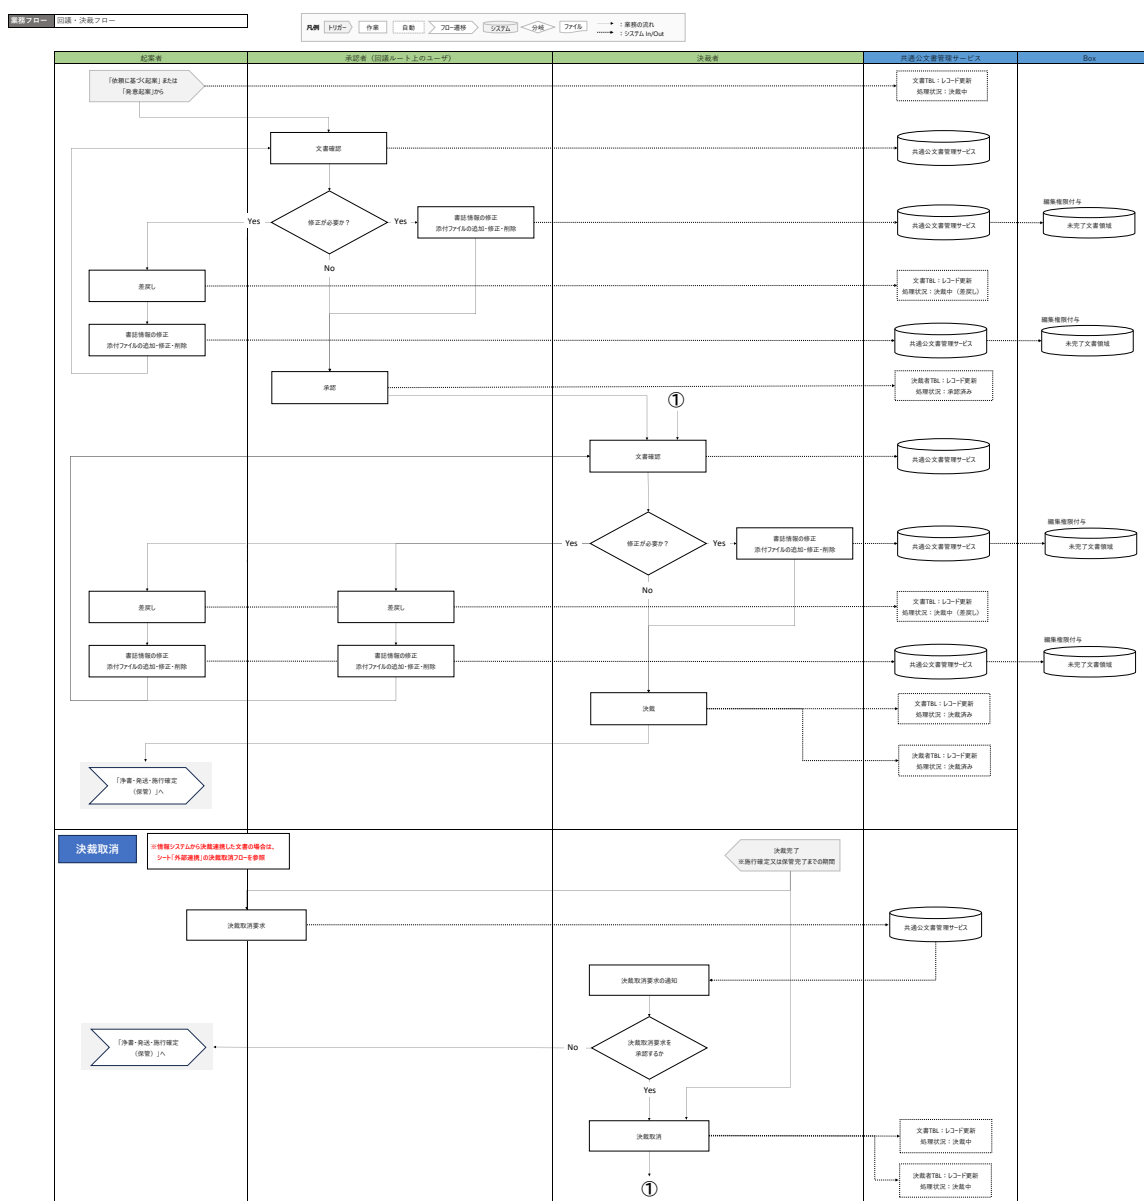 業務フロー 回議・決裁フロー
凡例 トリガー 作業 自動 フロー遷移 システム 分岐 ファイル ：業務の流れ
：システム In/Out
起案者 承認者（回議ルート上のユーザ） 決裁者 共通公文書管理サービス Box
「依頼に基づく起案」または
「発意起案」から
文書TBL：レコード更新
処理状況：決裁中
文書確認
共通公文書管理サービス
修正が必要か？
Yes
Yes
No
書誌情報の修正
添付ファイルの追加・修正・削除
共通公文書管理サービス
編集権限付与
未完了文書領域
差戻し
文書TBL：レコード更新
処理状況：決裁中（差戻し）
書誌情報の修正
添付ファイルの追加・修正・削除
共通公文書管理サービス
編集権限付与
未完了文書領域
承認
決裁者TBL：レコード更新
処理状況：承認済み
①
文書確認
共通公文書管理サービス
修正が必要か？
Yes
Yes
No
書誌情報の修正
添付ファイルの追加・修正・削除
共通公文書管理サービス
編集権限付与
未完了文書領域
差戻し
差戻し
文書TBL：レコード更新
処理状況：決裁中（差戻し）
書誌情報の修正
添付ファイルの追加・修正・削除
書誌情報の修正
添付ファイルの追加・修正・削除
共通公文書管理サービス
編集権限付与
未完了文書領域
決裁
文書TBL：レコード更新
処理状況：決裁済み
決裁者TBL：レコード更新
処理状況：決裁済み
「浄書・発送・施行確定
（保管）」へ
決裁取消
※情報システムから決裁連携した文書の場合は、
シート「外部連携」の決裁取消フローを参照
決裁完了
※施行確定又は保管完了までの期間
決裁取消要求
共通公文書管理サービス
決裁取消要求の通知
「浄書・発送・施行確定
（保管）」へ
No
決裁取消要求を
承認するか
Yes
決裁取消
文書TBL：レコード更新
処理状況：決裁中
決裁者TBL：レコード更新
処理状況：決裁中
①